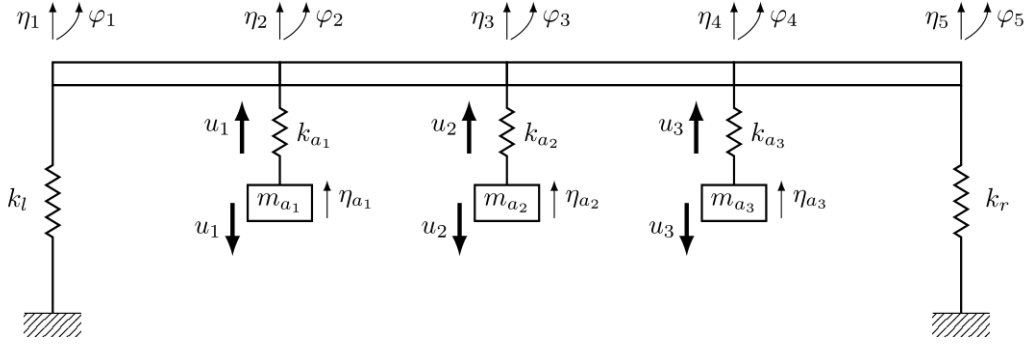 η₁ φ₁ η₂ φ₂ η₃ φ₃ η₄ φ₄ η₅ φ₅
u₁ kₐ₁ u₂ kₐ₂ u₃ kₐ₃
kₗ mₐ₁ ηₐ₁ mₐ₂ ηₐ₂ mₐ₃ ηₐ₃ kᵣ
u₁ u₂ u₃